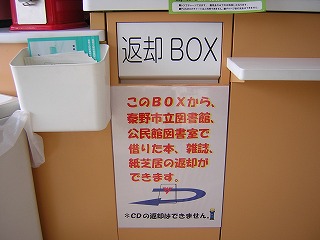 返却 BOX
このBOXから、
秦野市立図書館、
公民館図書室で
借りた本、雑誌、
紙芝居の返却が
できます。
＊CDの返却はできません。